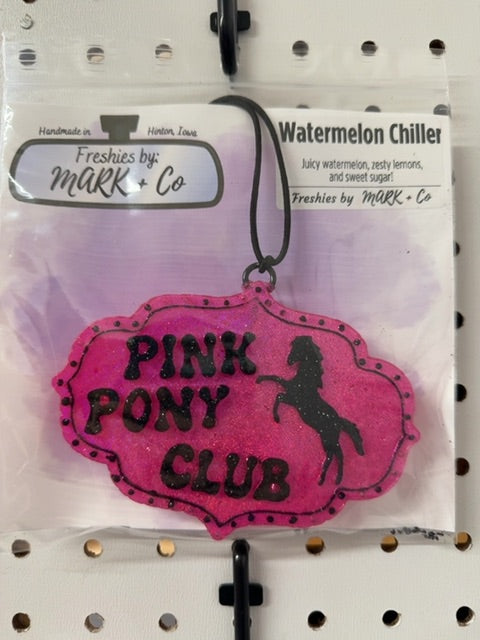 Handmade in Hinton, Iowa
Freshies by:
MARK + Co
Watermelon Chiller
Juicy watermelon, zesty lemons,
and sweet sugar!
Freshies by MARK + Co
PINK
PONY
CLUB